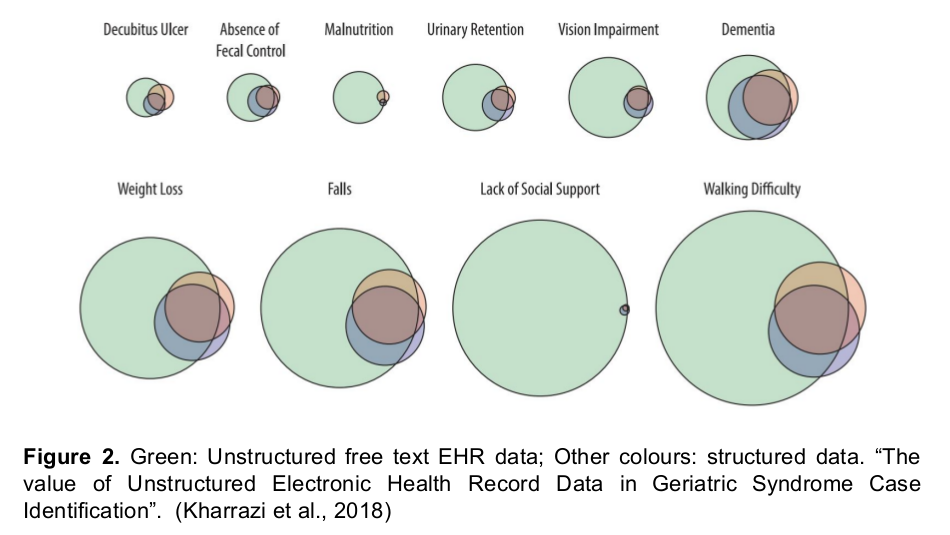 Decubitus Ulcer
Absence of
Fecal Control
Malnutrition
Urinary Retention
Vision Impairment
Dementia
Weight Loss
Falls
Lack of Social Support
Walking Difficulty
Figure 2. Green: Unstructured free text EHR data; Other colours: structured data. “The
value of Unstructured Electronic Health Record Data in Geriatric Syndrome Case
Identification”. (Kharrazi et al., 2018)